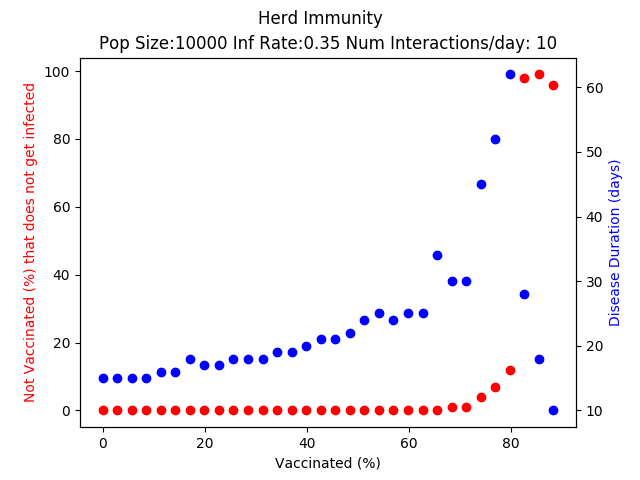 Herd Immunity
Pop Size:10000 Inf Rate:0.35 Num Interactions/day: 10
Not Vaccinated (%) that does not get infected
100
80
60
40
20
0
60
50
40
30
20
10
Disease Duration (days)
0 20 40 60 80
Vaccinated (%)